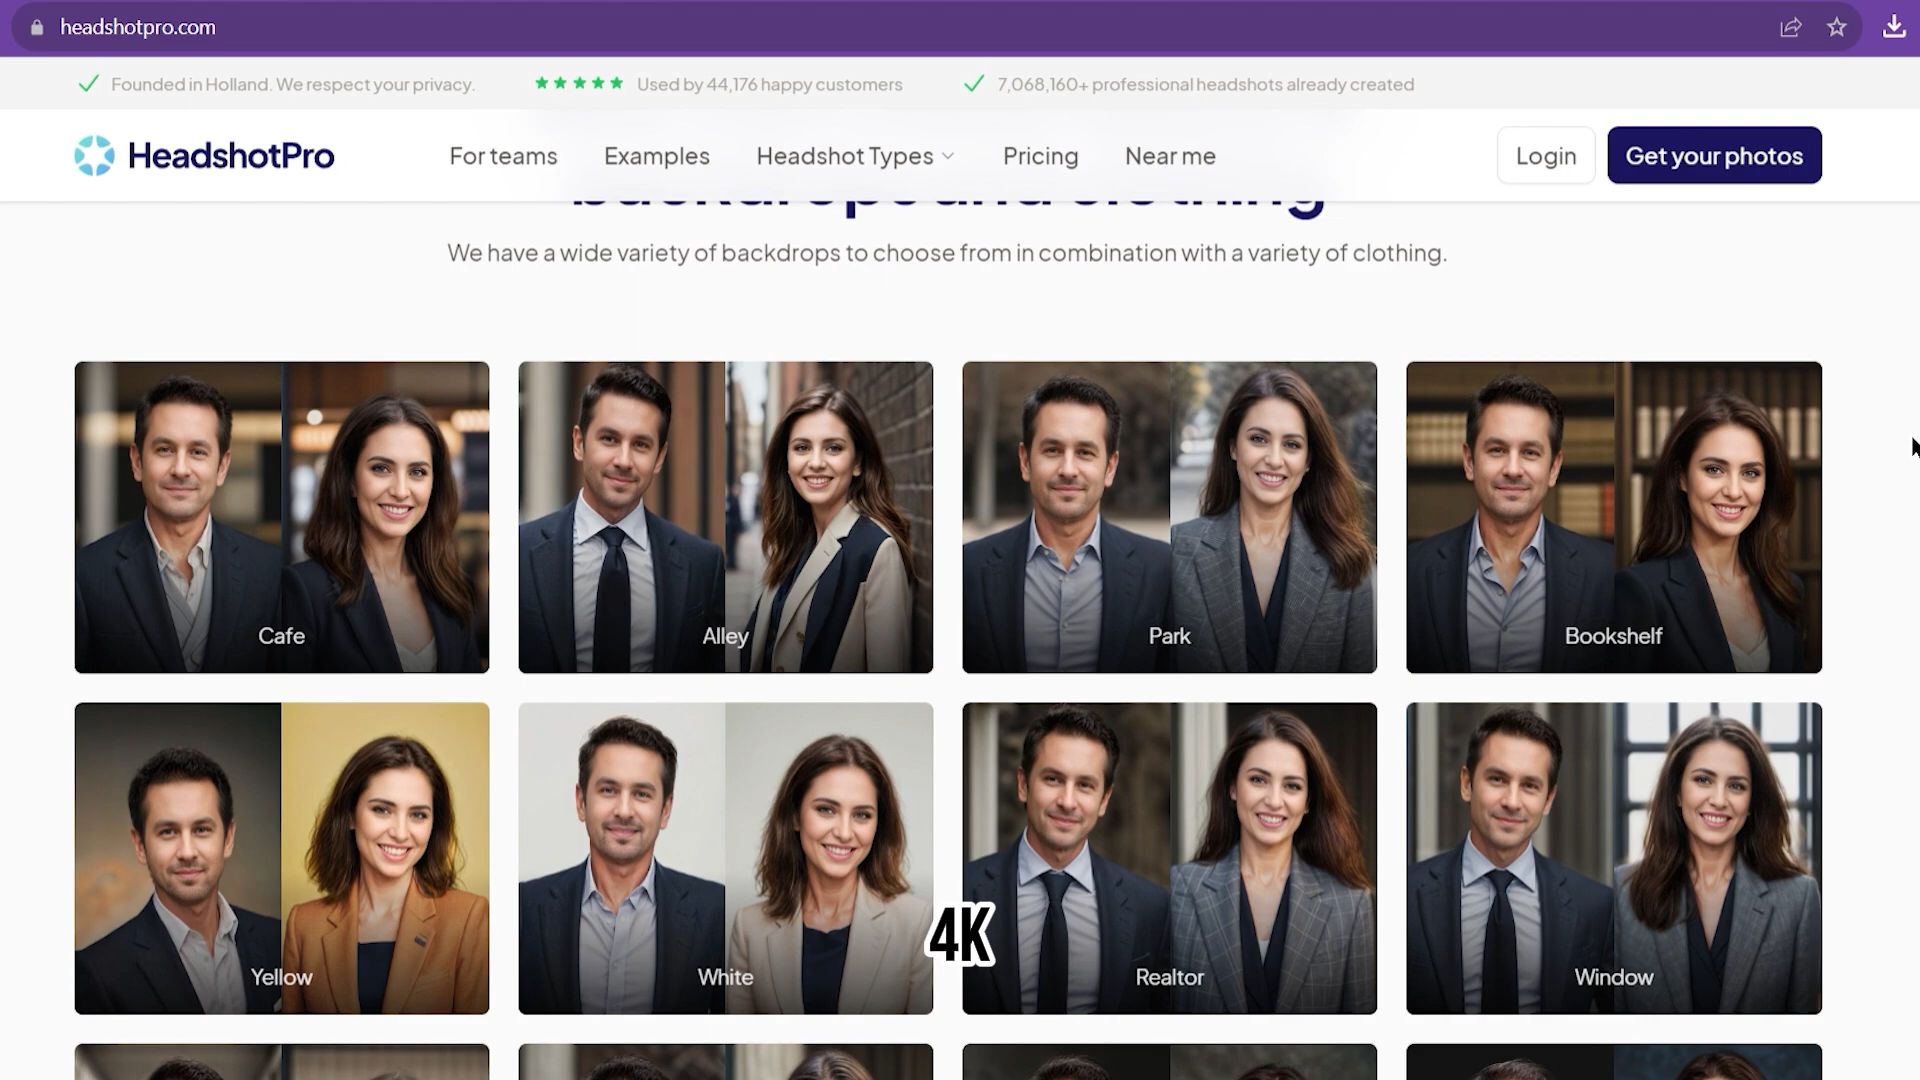 headshotpro.com
Founded in Holland. We respect your privacy.
Used by 44,176 happy customers
7,068,160+ professional headshots already created
HeadshotPro
For teams
Examples
Headshot Types
Pricing
Near me
Login
Get your photos
backdrops and clothing
We have a wide variety of backdrops to choose from in combination with a variety of clothing.
Cafe
Alley
Park
Bookshelf
Yellow
White
Realtor
Window
4K